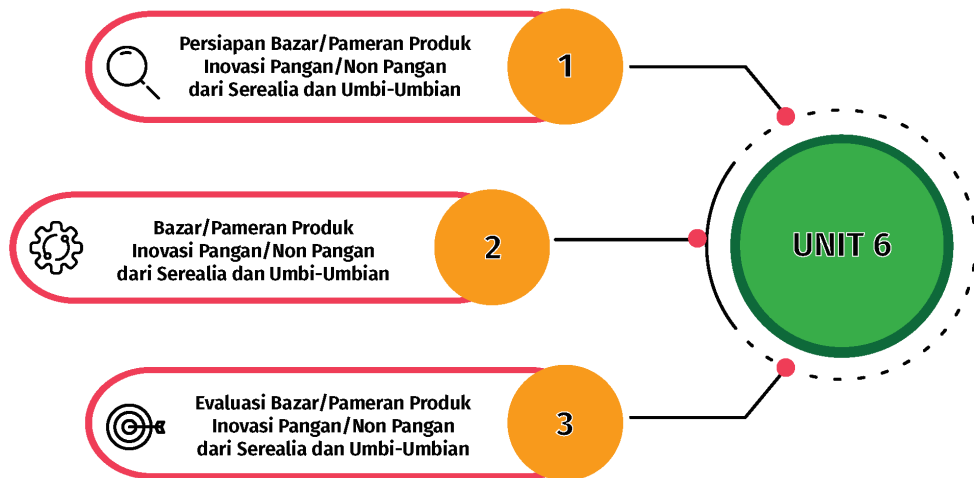 Persiapan Bazar/Pameran Produk
Inovasi Pangan/Non Pangan
dari Serealia dan Umbi-Umbian
1
Bazar/Pameran Produk
Inovasi Pangan/Non Pangan
dari Serealia dan Umbi-Umbian
2
UNIT 6
Evaluasi Bazar/Pameran Produk
Inovasi Pangan/Non Pangan
dari Serealia dan Umbi-Umbian
3